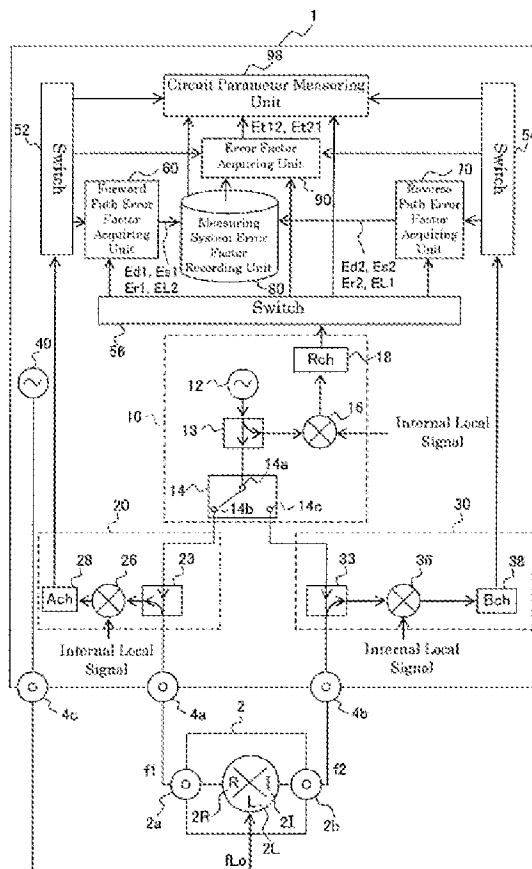 1
98
Circuit Parameter Measuring
Unit
52
Switch
54
Switch
Et12, Et21
60
Error Factor
Acquiring Unit
70
90
Forward
Path Error
Factor
Acquiring
Unit
Measuring
System Error
Factor
Recording Unit
Reverse
Path Error
Factor
Acquiring
Unit
Ed1, Es1
Er1, EL2
80
Ed2, Es2
Er2, EL1
Switch
56
40
Rch
18
12
10
13
16
Internal Local
Signal
14a
14
14b
14c
20
30
28
26
23
33
36
38
Ach
Bch
Internal Local
Signal
Internal Local
Signal
4c
4a
4b
2
f1
f2
R
I
L
2a
2R
2I
2b
2L
fLo